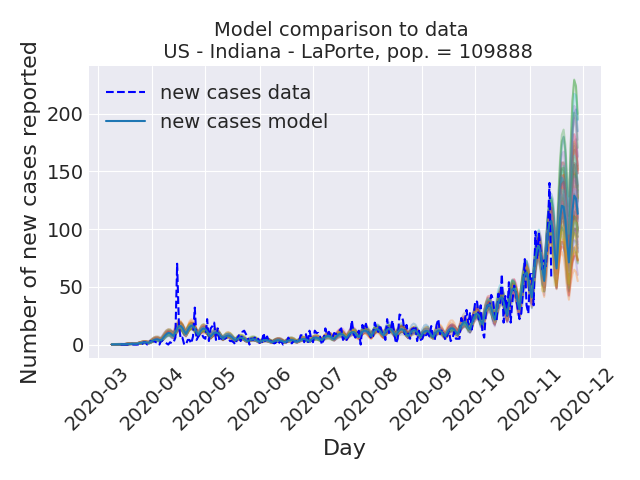 Model comparison to data
US - Indiana - LaPorte, pop. = 109888
Number of new cases reported
new cases data
new cases model
200
150
100
50
0
2020-03
2020-04
2020-05
2020-06
2020-07
2020-08
2020-09
2020-10
2020-11
2020-12
Day